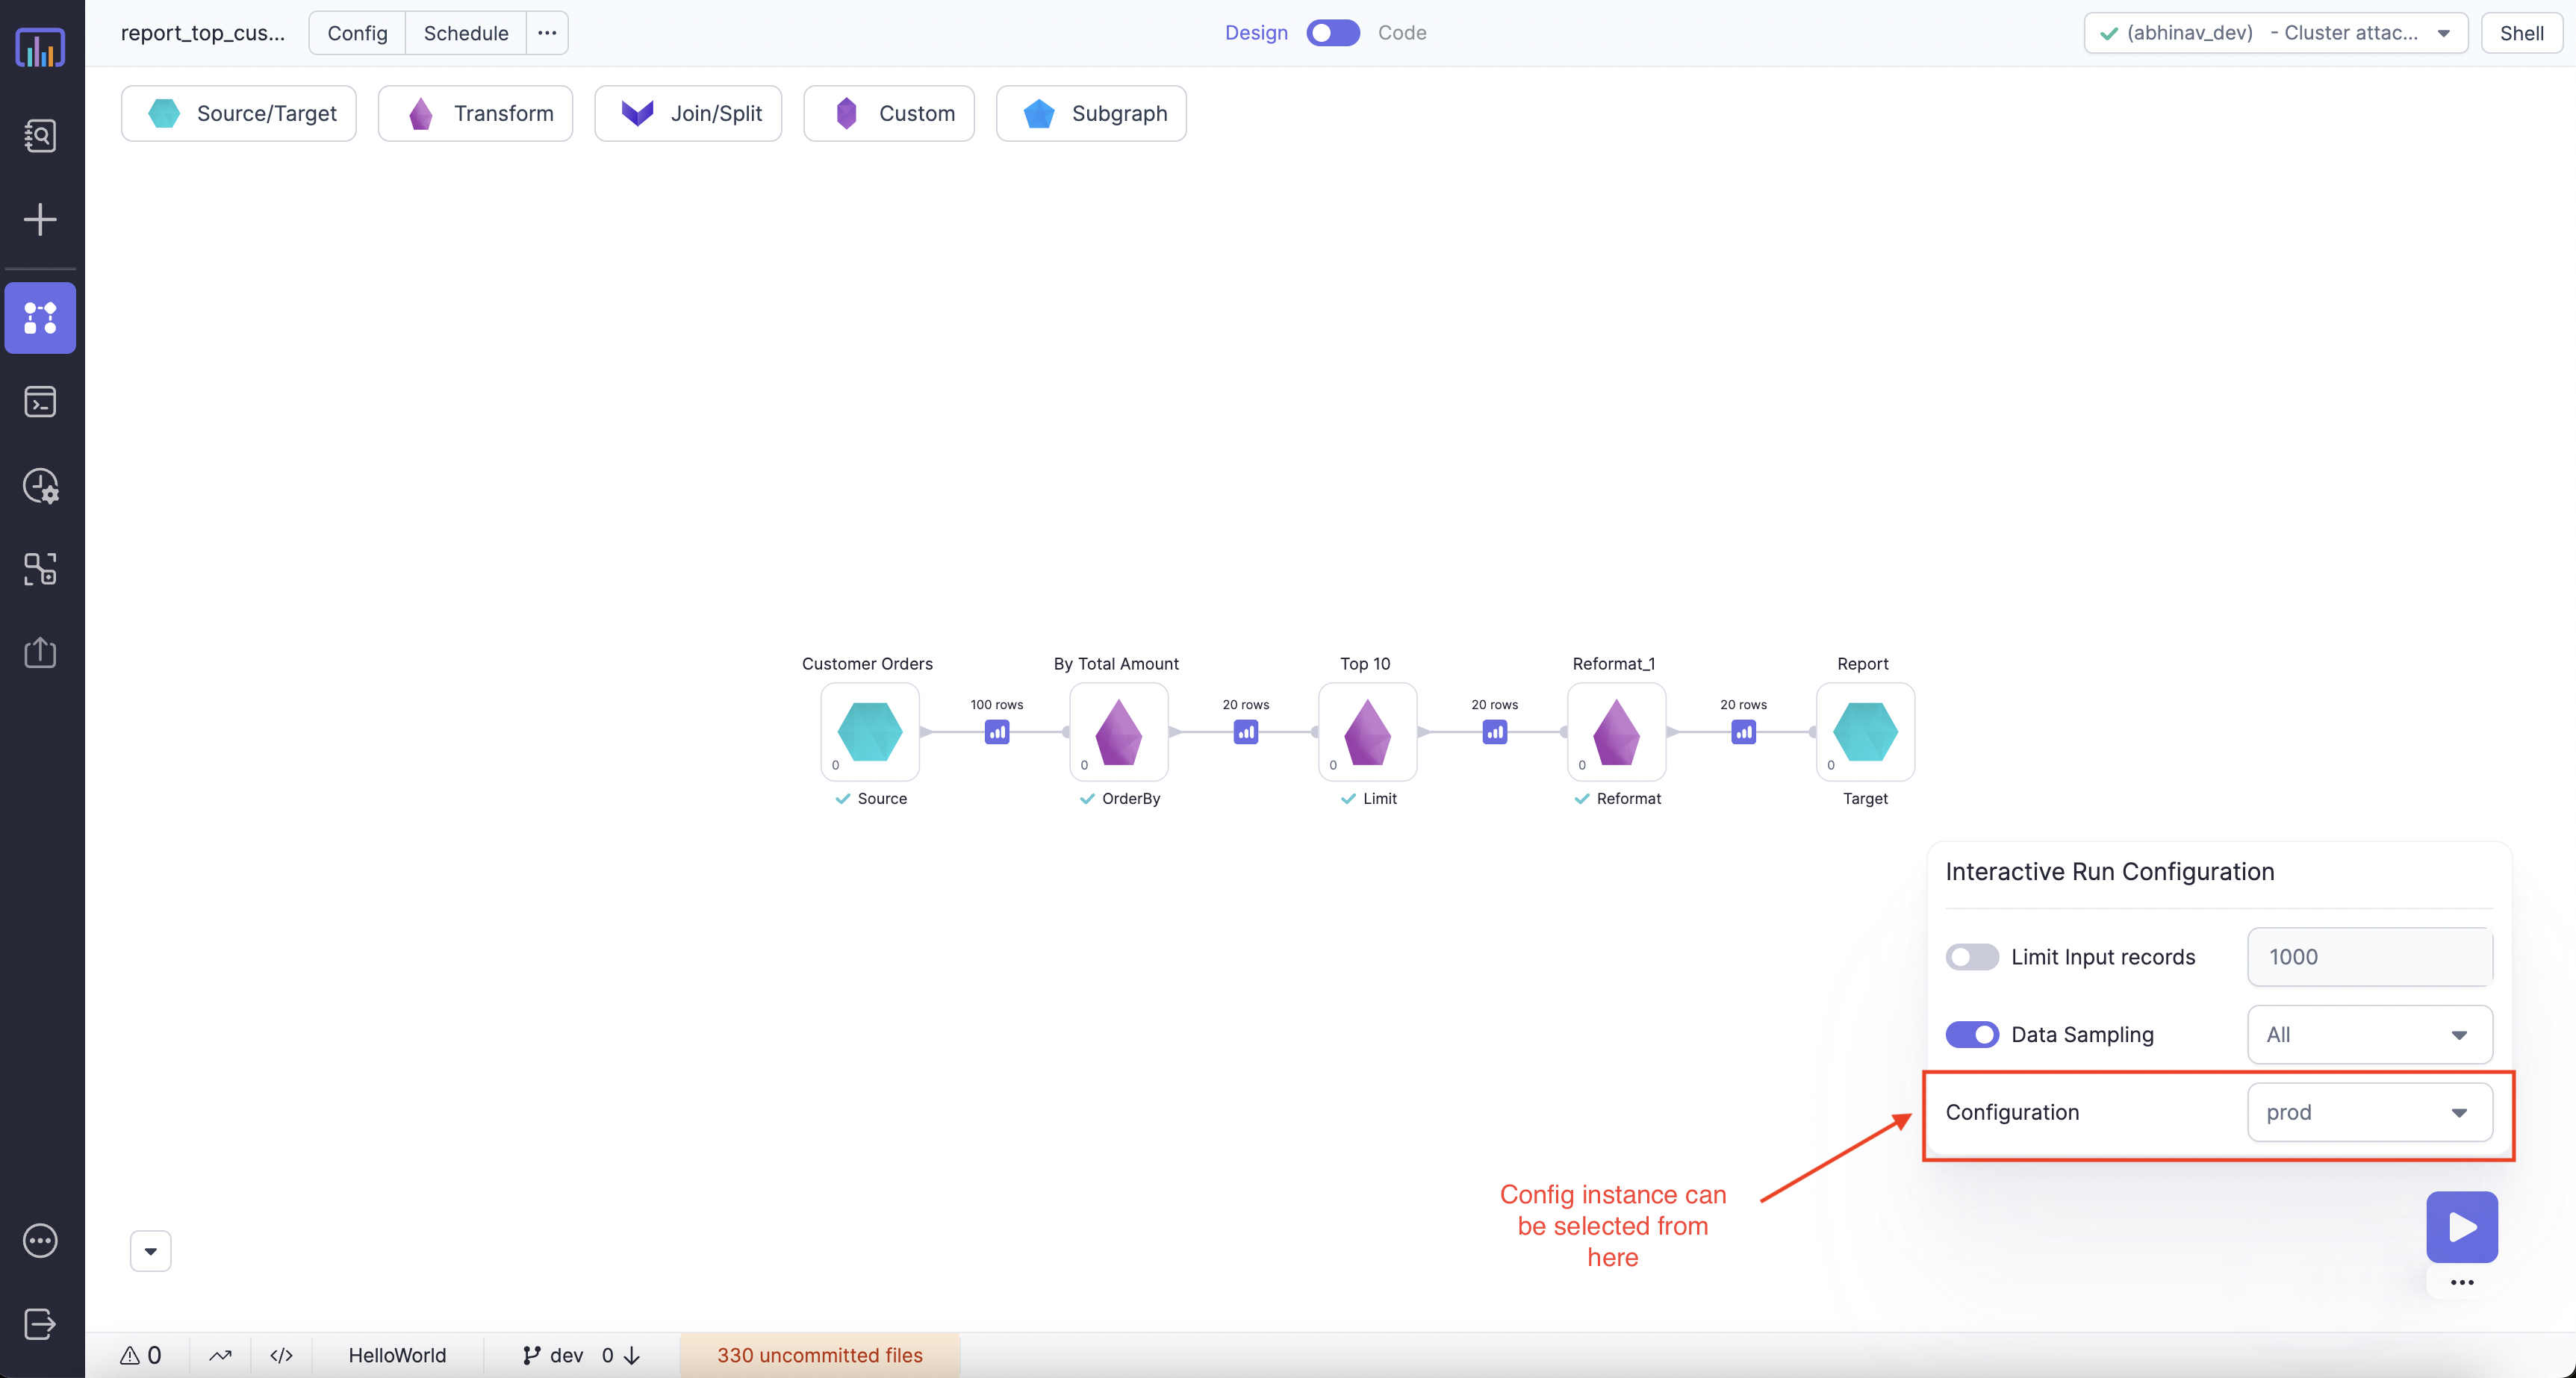 report_top_cus...
Config
Schedule
Design
Code
(abhinav_dev) - Cluster attac...
Shell
Source/Target
Transform
Join/Split
Custom
Subgraph
Customer Orders
By Total Amount
Top 10
Reformat_1
Report
100 rows
20 rows
20 rows
20 rows
0
0
0
0
0
Source
OrderBy
Limit
Reformat
Target
Interactive Run Configuration
Limit Input records
1000
Data Sampling
All
Configuration
prod
Config instance can
be selected from
here
0
HelloWorld
dev
0
330 uncommitted files